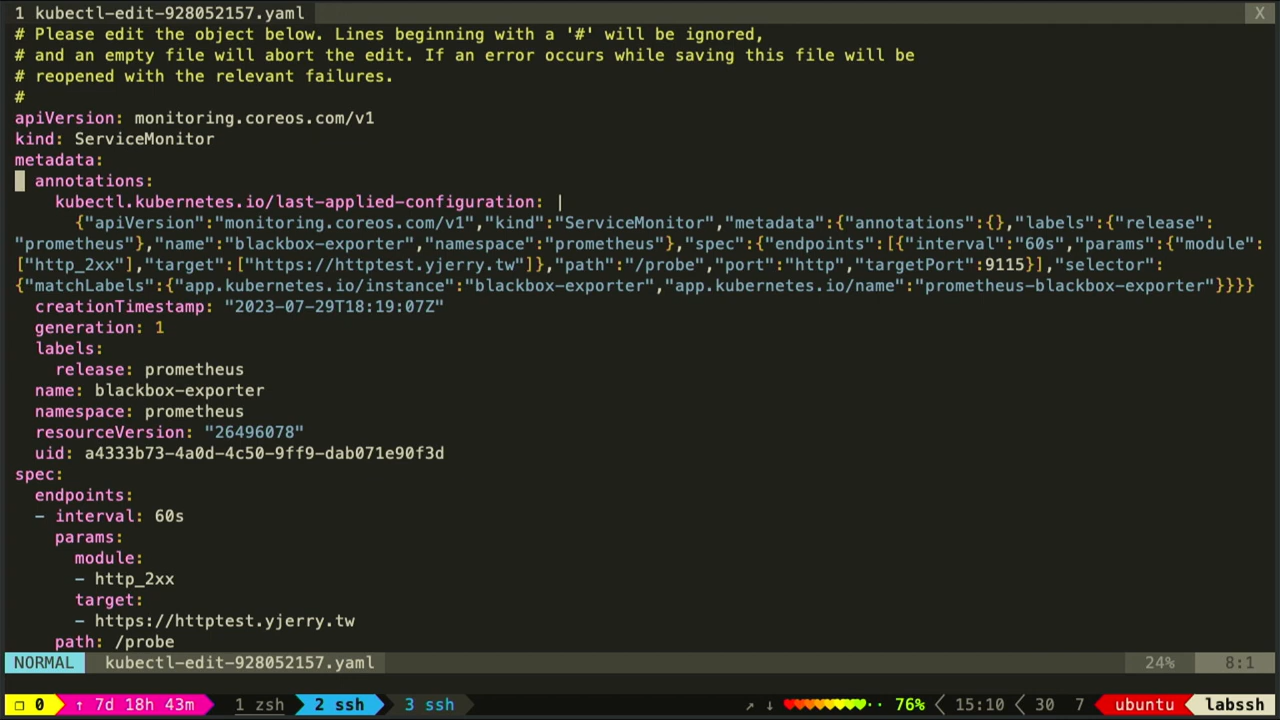 1 kubectl-edit-928052157.yaml X
# Please edit the object below. Lines beginning with a '#' will be ignored,
# and an empty file will abort the edit. If an error occurs while saving this file will be
# reopened with the relevant failures.
#
apiVersion: monitoring.coreos.com/v1
kind: ServiceMonitor
metadata:
  annotations:
    kubectl.kubernetes.io/last-applied-configuration: |
      {"apiVersion":"monitoring.coreos.com/v1","kind":"ServiceMonitor","metadata":{"annotations":{},"labels":{"release":
"prometheus"},"name":"blackbox-exporter","namespace":"prometheus"},"spec":{"endpoints":[{"interval":"60s","params":{"module":
["http_2xx"],"target":["https://httptest.yjerry.tw"]},"path":"/probe","port":"http","targetPort":9115}],"selector":
{"matchLabels":{"app.kubernetes.io/instance":"blackbox-exporter","app.kubernetes.io/name":"prometheus-blackbox-exporter"}}}}
  creationTimestamp: "2023-07-29T18:19:07Z"
  generation: 1
  labels:
    release: prometheus
  name: blackbox-exporter
  namespace: prometheus
  resourceVersion: "26496078"
  uid: a4333b73-4a0d-4c50-9ff9-dab071e90f3d
spec:
  endpoints:
  - interval: 60s
    params:
      module:
      - http_2xx
      target:
      - https://httptest.yjerry.tw
    path: /probe
NORMAL kubectl-edit-928052157.yaml 24% 8:1
0 ↑ 7d 18h 43m 1 zsh 2 ssh 3 ssh ↗ ↓ ♥♥♥♥♥♥♥♥·· 76% 15:10 30 7 ubuntu labssh